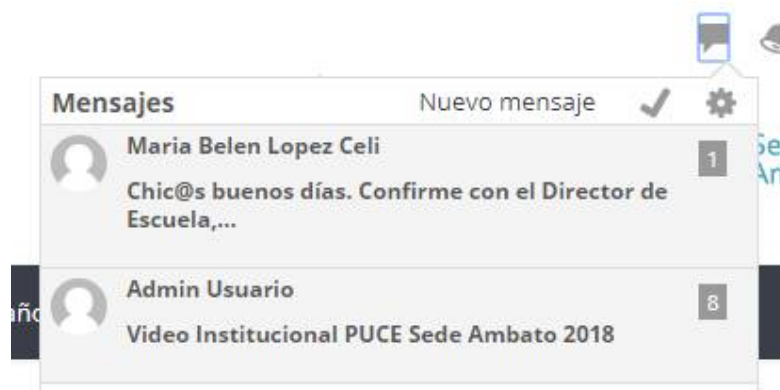 Mensajes Nuevo mensaje
Maria Belen Lopez Celi 1
Chic@s buenos días. Confirme con el Director de
Escuela,...
Admin Usuario 8
Video Institucional PUCE Sede Ambato 2018